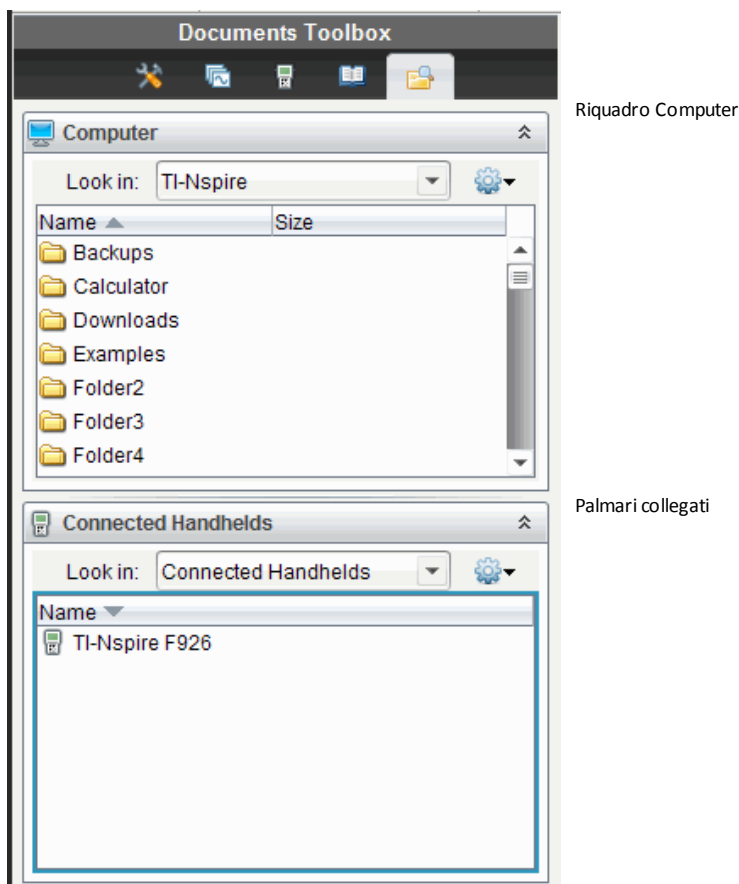 Documents Toolbox
Riquadro Computer
Computer
Look in: TI-Nspire
Name Size
Backups
Calculator
Downloads
Examples
Folder2
Folder3
Folder4
Palmari collegati
Connected Handhelds
Look in: Connected Handhelds
Name
TI-Nspire F926